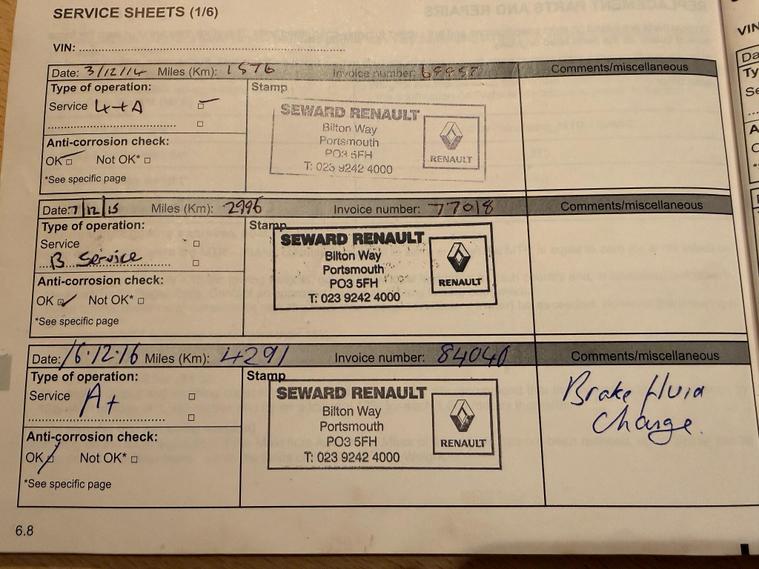 SERVICE SHEETS (1/6)
VIN:
Date: 3/12/14 Miles (Km): 1576 Invoice number: Comments/miscellaneous
Type of operation: Stamp
Service
Anti-corrosion check:
OK Not OK*
*See specific page
SEWARD RENAULT
Bilton Way
Portsmouth
PO3 5FH
T: 023 9242 4000
RENAULT
Date: 7/12/15 Miles (Km): 2996 Invoice number: 77018 Comments/miscellaneous
Type of operation: Stamp
Service
B Service
Anti-corrosion check:
OK Not OK*
*See specific page
SEWARD RENAULT
Bilton Way
Portsmouth
PO3 5FH
T: 023 9242 4000
RENAULT
Date: 16.12.16 Miles (Km): 4291 Invoice number: 84040 Comments/miscellaneous
Type of operation: Stamp
Service A+
Anti-corrosion check:
OK Not OK*
*See specific page
SEWARD RENAULT
Bilton Way
Portsmouth
PO3 5FH
T: 023 9242 4000
RENAULT
Brake fluid
Change.
6.8
VIN